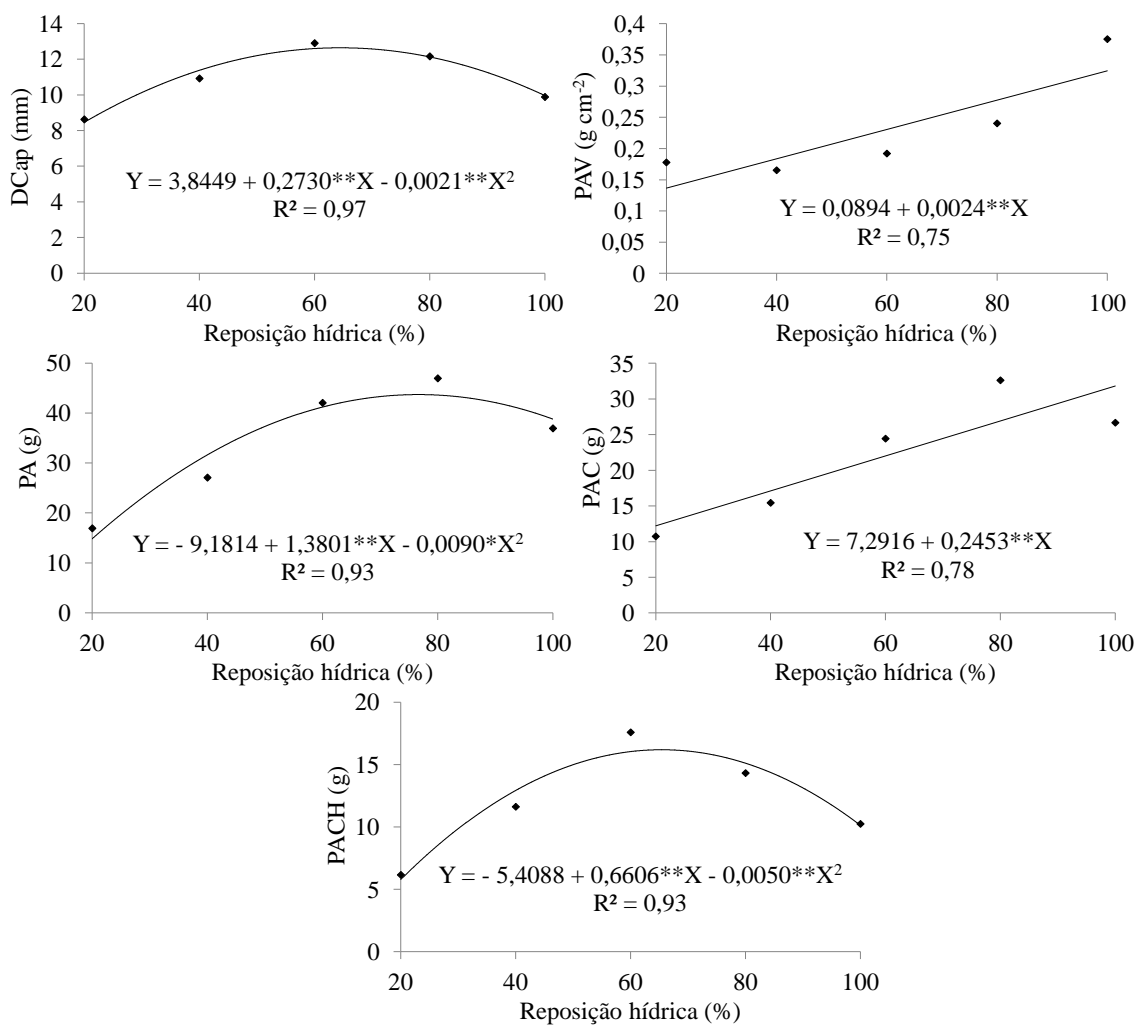 14
12
10
8
6
4
2
0
DCap (mm)
Y = 3,8449 + 0,2730**X - 0,0021**X²
R² = 0,97
20 40 60 80 100
Reposição hídrica (%)
0,4
0,35
0,3
0,25
0,2
0,15
0,1
0,05
0
PAV (g cm⁻²)
Y = 0,0894 + 0,0024**X
R² = 0,75
20 40 60 80 100
Reposição hídrica (%)
50
40
30
20
10
0
PA (g)
Y = - 9,1814 + 1,3801**X - 0,0090*X²
R² = 0,93
20 40 60 80 100
Reposição hídrica (%)
35
30
25
20
15
10
5
0
PAC (g)
Y = 7,2916 + 0,2453**X
R² = 0,78
20 40 60 80 100
Reposição hídrica (%)
20
15
10
5
0
PACH (g)
Y = - 5,4088 + 0,6606**X - 0,0050**X²
R² = 0,93
20 40 60 80 100
Reposição hídrica (%)